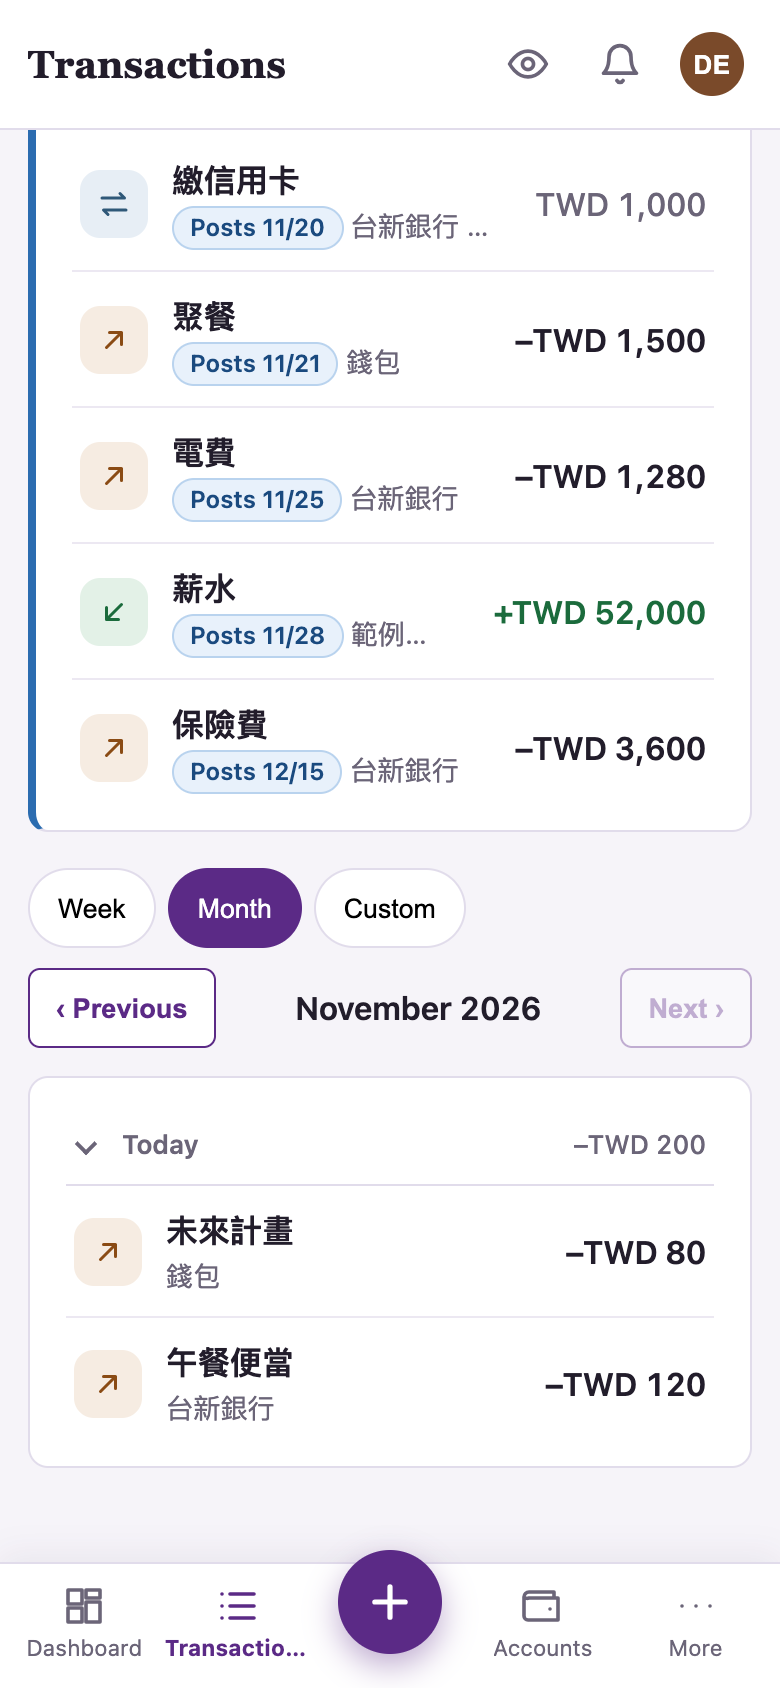 Transactions
DE
繳信用卡
Posts 11/20 台新銀行 ...
TWD 1,000
聚餐
Posts 11/21 錢包
–TWD 1,500
電費
Posts 11/25 台新銀行
–TWD 1,280
薪水
Posts 11/28 範例...
+TWD 52,000
保險費
Posts 12/15 台新銀行
–TWD 3,600
Week
Month
Custom
‹ Previous
November 2026
Next ›
Today
–TWD 200
未來計畫
錢包
–TWD 80
午餐便當
台新銀行
–TWD 120
Dashboard
Transactio...
Accounts
More